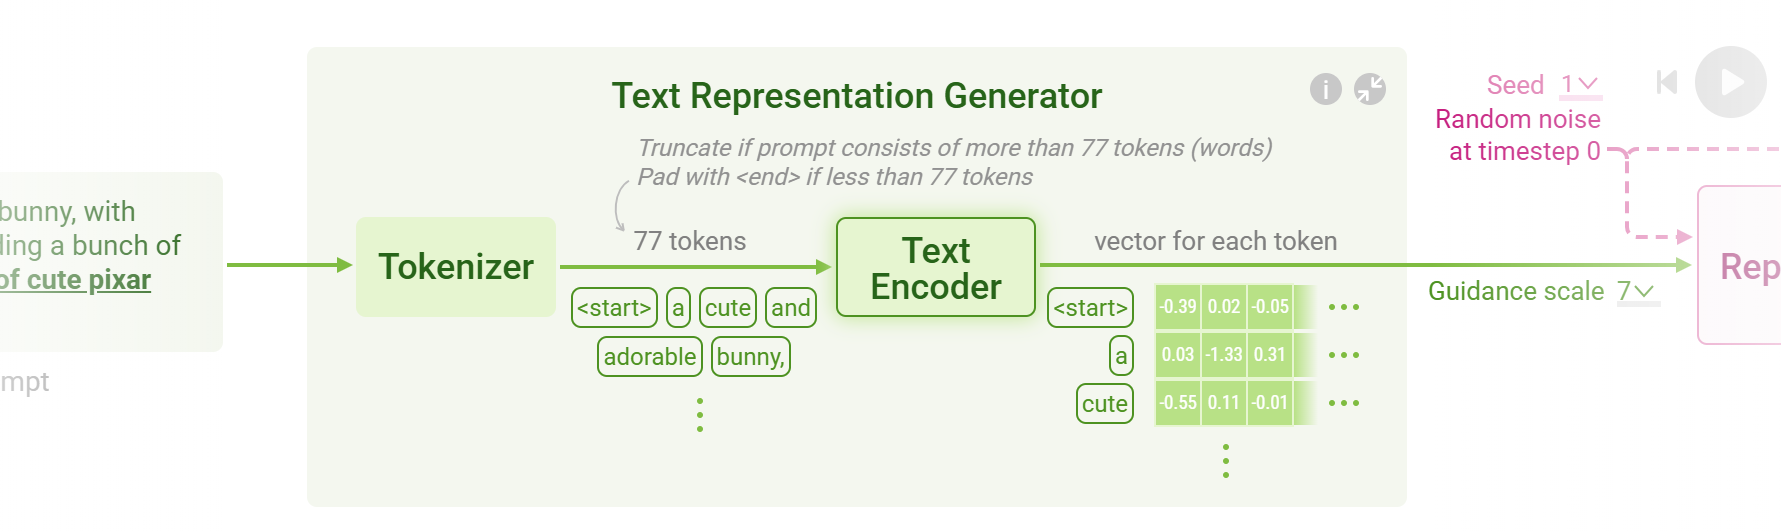 bunny, with
ding a bunch of
of cute pixar
mpt
Text Representation Generator
Truncate if prompt consists of more than 77 tokens (words)
Pad with <end> if less than 77 tokens
Tokenizer
77 tokens
<start> a cute and
adorable bunny,
Text
Encoder
vector for each token
<start> -0.39 0.02 -0.05
a 0.03 -1.33 0.31
cute -0.55 0.11 -0.01
Seed 1
Random noise
at timestep 0
Guidance scale 7
Rep